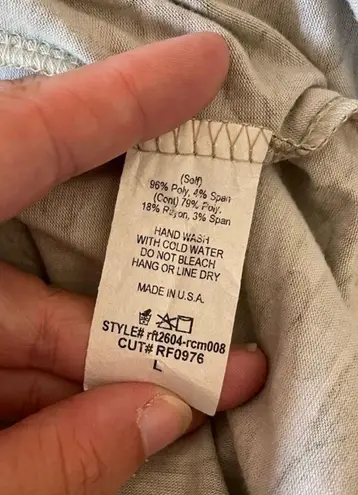 (Self)
96% Poly, 4% Span
(Cont) 79% Poly,
18% Rayon, 3% Span
HAND WASH
WITH COLD WATER
DO NOT BLEACH
HANG OR LINE DRY
MADE IN U.S.A.
STYLE# rft2604-rcm008
CUT# RF0976
L